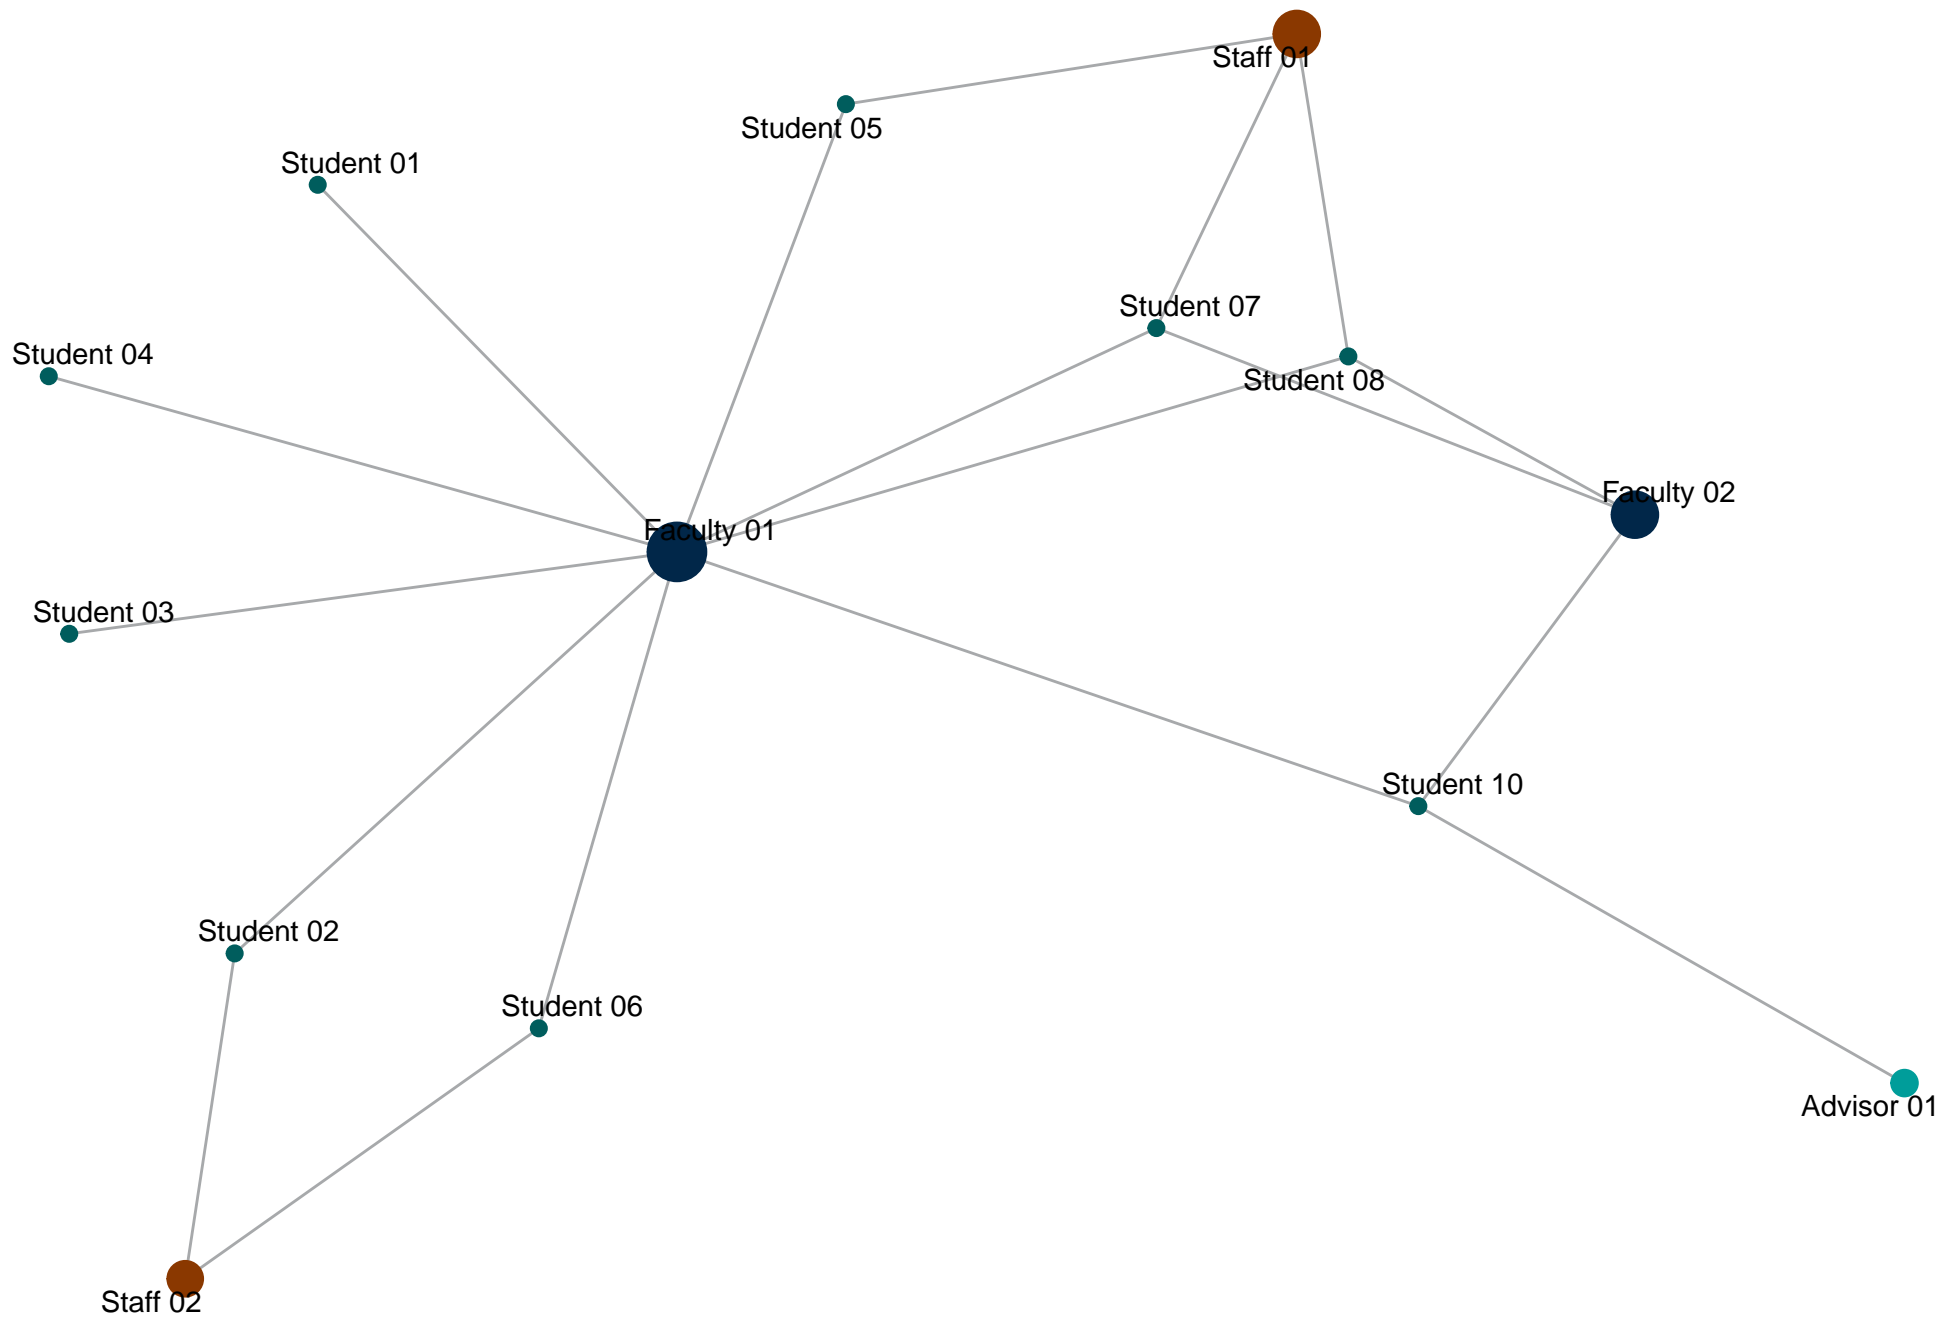 Staff 01
Student 05
Student 01
Student 07
Student 04
Student 08
Faculty 02
Faculty 01
Student 03
Student 10
Student 02
Student 06
Advisor 01
Staff 02